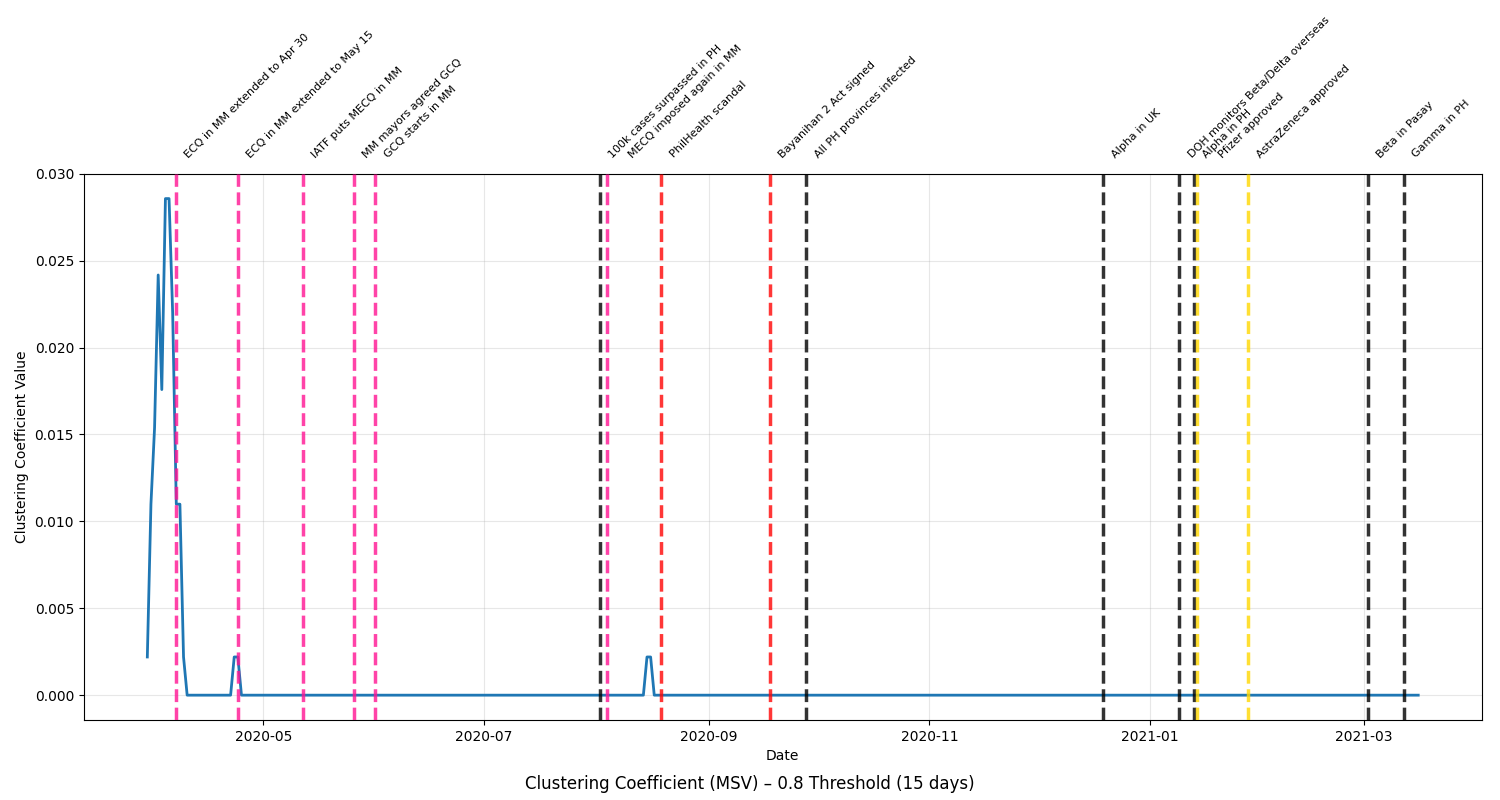 ECQ in MM extended to Apr 30
ECQ in MM extended to May 15
IATF puts MECQ in MM
MM mayors agreed GCQ
GCQ starts in MM
100k cases surpassed in PH
MECQ imposed again in MM
PhilHealth scandal
Bayanihan 2 Act signed
All PH provinces infected
Alpha in UK
DOH monitors Beta/Delta overseas
Alpha in PH
Pfizer approved
AstraZeneca approved
Beta in Pasay
Gamma in PH
0.030
0.025
0.020
0.015
0.010
0.005
0.000
Clustering Coefficient Value
2020-05
2020-07
2020-09
2020-11
2021-01
2021-03
Date
Clustering Coefficient (MSV) – 0.8 Threshold (15 days)